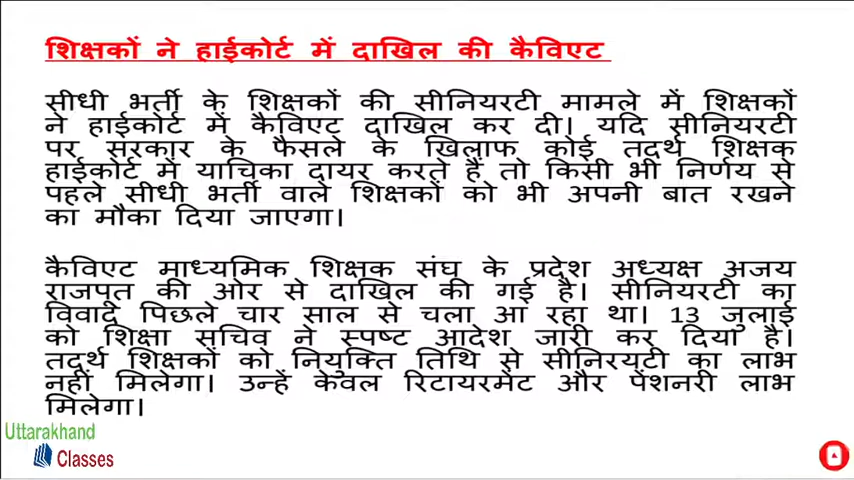 शिक्षकों ने हाईकोर्ट में दाखिल की कैविएट
सीधी भर्ती के शिक्षकों की सीनियरटी मामले में शिक्षकों
ने हाईकोर्ट में कैविएट दाखिल कर दी। यदि सीनियरटी
पर सरकार के फैसले के खिलाफ कोई तदर्थ शिक्षक
हाईकोर्ट में याचिका दायर करते हैं तो किसी भी निर्णय से
पहले सीधी भर्ती वाले शिक्षकों को भी अपनी बात रखने
का मौका दिया जाएगा।
कैविएट माध्यमिक शिक्षक संघ के प्रदेश अध्यक्ष अजय
राजपूत की ओर से दाखिल की गई है। सीनियरटी का
विवाद पिछले चार साल से चला आ रहा था। 13 जुलाई
को शिक्षा सचिव ने स्पष्ट आदेश जारी कर दिया है।
तदर्थ शिक्षकों को नियुक्ति तिथि से सीनिरयटी का लाभ
नहीं मिलेगा। उन्हें केवल रिटायरमेंट और पेंशनरी लाभ
मिलेगा।
Uttarakhand
Classes